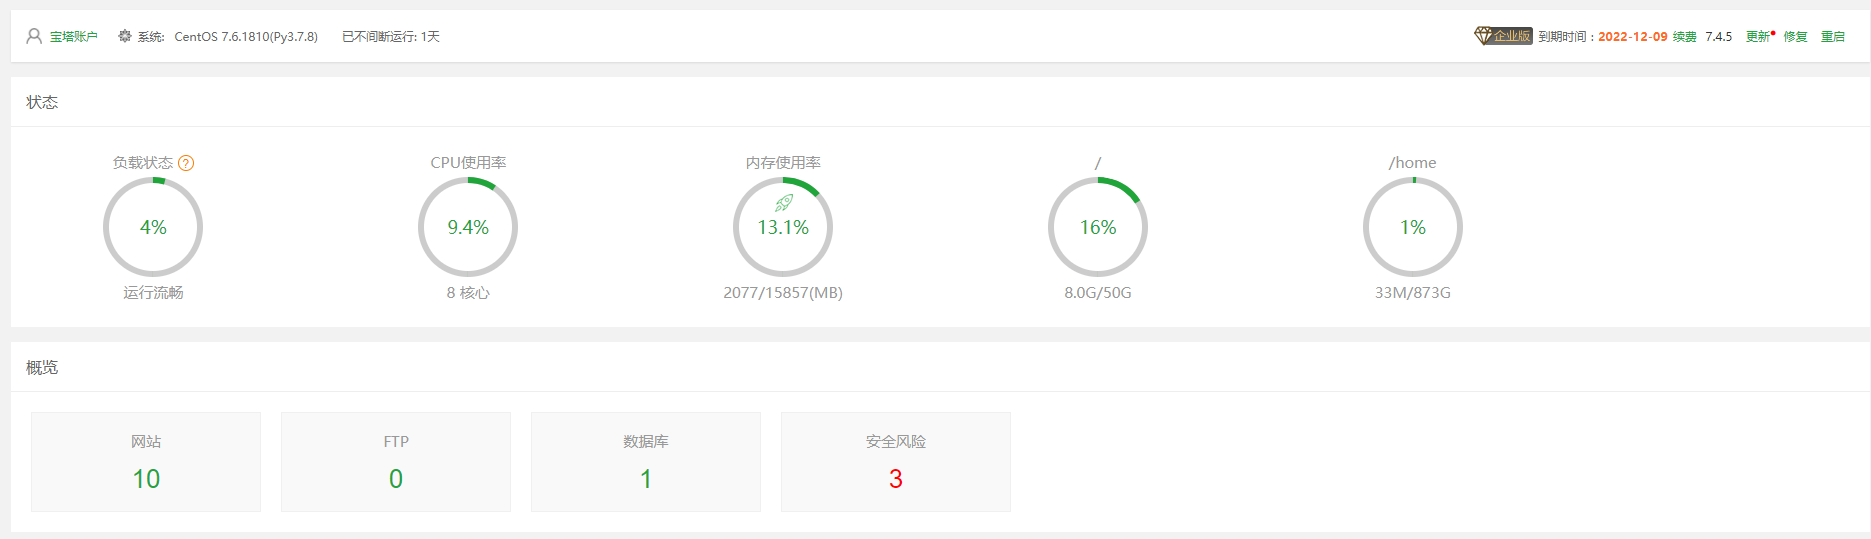 宝塔账户 系统: CentOS 7.6.1810(Py3.7.8) 已不间断运行: 1天 企业版 到期时间：2022-12-09 续费 7.4.5 更新 修复 重启
状态
负载状态 ? CPU使用率 内存使用率 / /home
4% 9.4% 13.1% 16% 1%
运行流畅 8 核心 2077/15857(MB) 8.0G/50G 33M/873G
概览
网站 FTP 数据库 安全风险
10 0 1 3